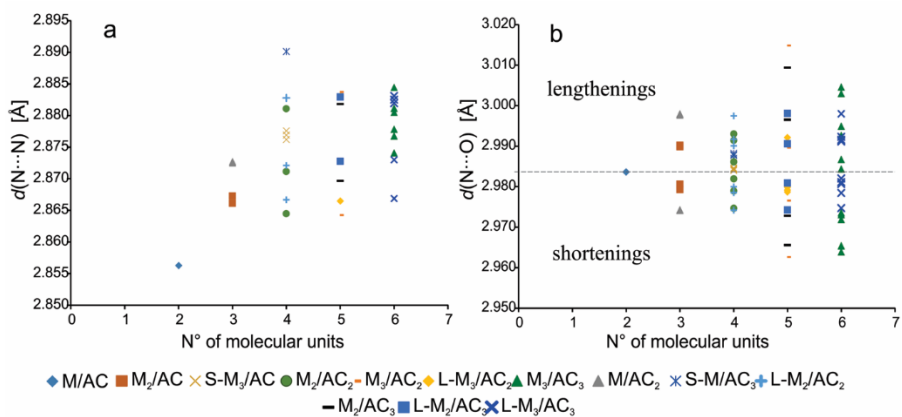 a
d(N···N) [Å]
2.895
2.890
2.885
2.880
2.875
2.870
2.865
2.860
2.855
2.850
0 1 2 3 4 5 6 7
N° of molecular units
b
d(N···O) [Å]
3.020
3.010
3.000
2.990
2.980
2.970
2.960
2.950
lengthenings
shortenings
0 1 2 3 4 5 6 7
N° of molecular units
M/AC M₂/AC S-M₃/AC M₂/AC₂ M₃/AC₂ L-M₃/AC₂ M₃/AC₃ M/AC₂ S-M/AC₃ L-M₂/AC₂
M₂/AC₃ L-M₂/AC₃ L-M₃/AC₃